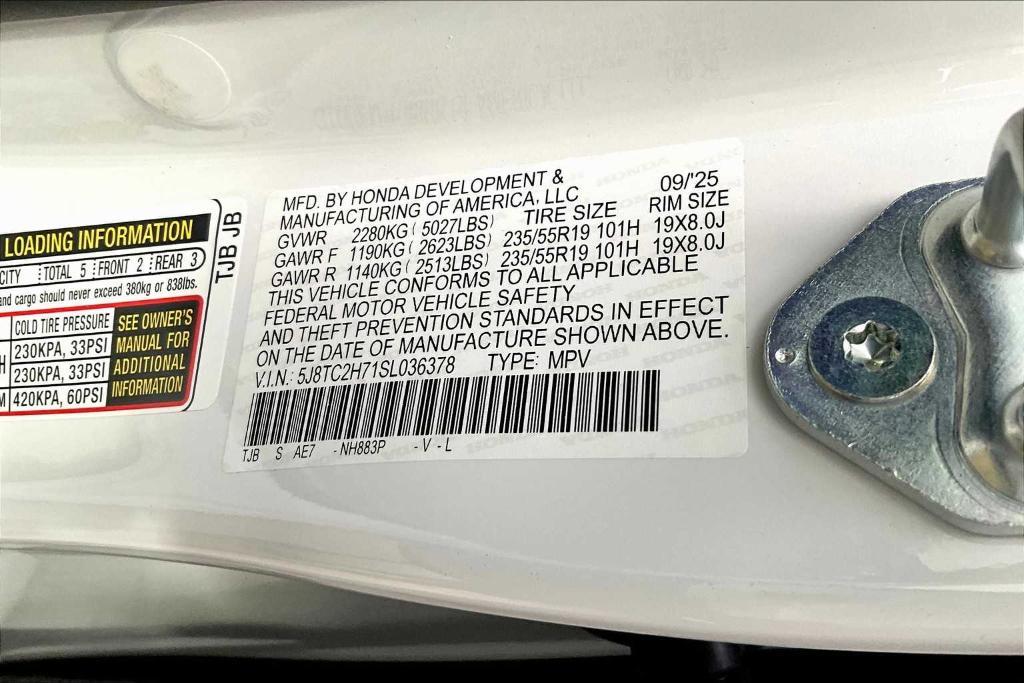 LOADING INFORMATION
CITY TOTAL 5 FRONT 2 REAR 3
and cargo should never exceed 380kg or 838lbs.
COLD TIRE PRESSURE
H 230KPA, 33PSI
230KPA, 33PSI
M 420KPA, 60PSI
SEE OWNER'S
MANUAL FOR
ADDITIONAL
INFORMATION
TJB JB
MFD. BY HONDA DEVELOPMENT & 09/'25
MANUFACTURING OF AMERICA, LLC
GVWR 2280KG ( 5027LBS) TIRE SIZE RIM SIZE
GAWR F 1190KG ( 2623LBS) 235/55R19 101H 19X8.0J
GAWR R 1140KG ( 2513LBS) 235/55R19 101H 19X8.0J
THIS VEHICLE CONFORMS TO ALL APPLICABLE
FEDERAL MOTOR VEHICLE SAFETY
AND THEFT PREVENTION STANDARDS IN EFFECT
ON THE DATE OF MANUFACTURE SHOWN ABOVE.
V.I.N.: 5J8TC2H71SL036378 TYPE: MPV
TJB S AE7 -NH883P -V-L